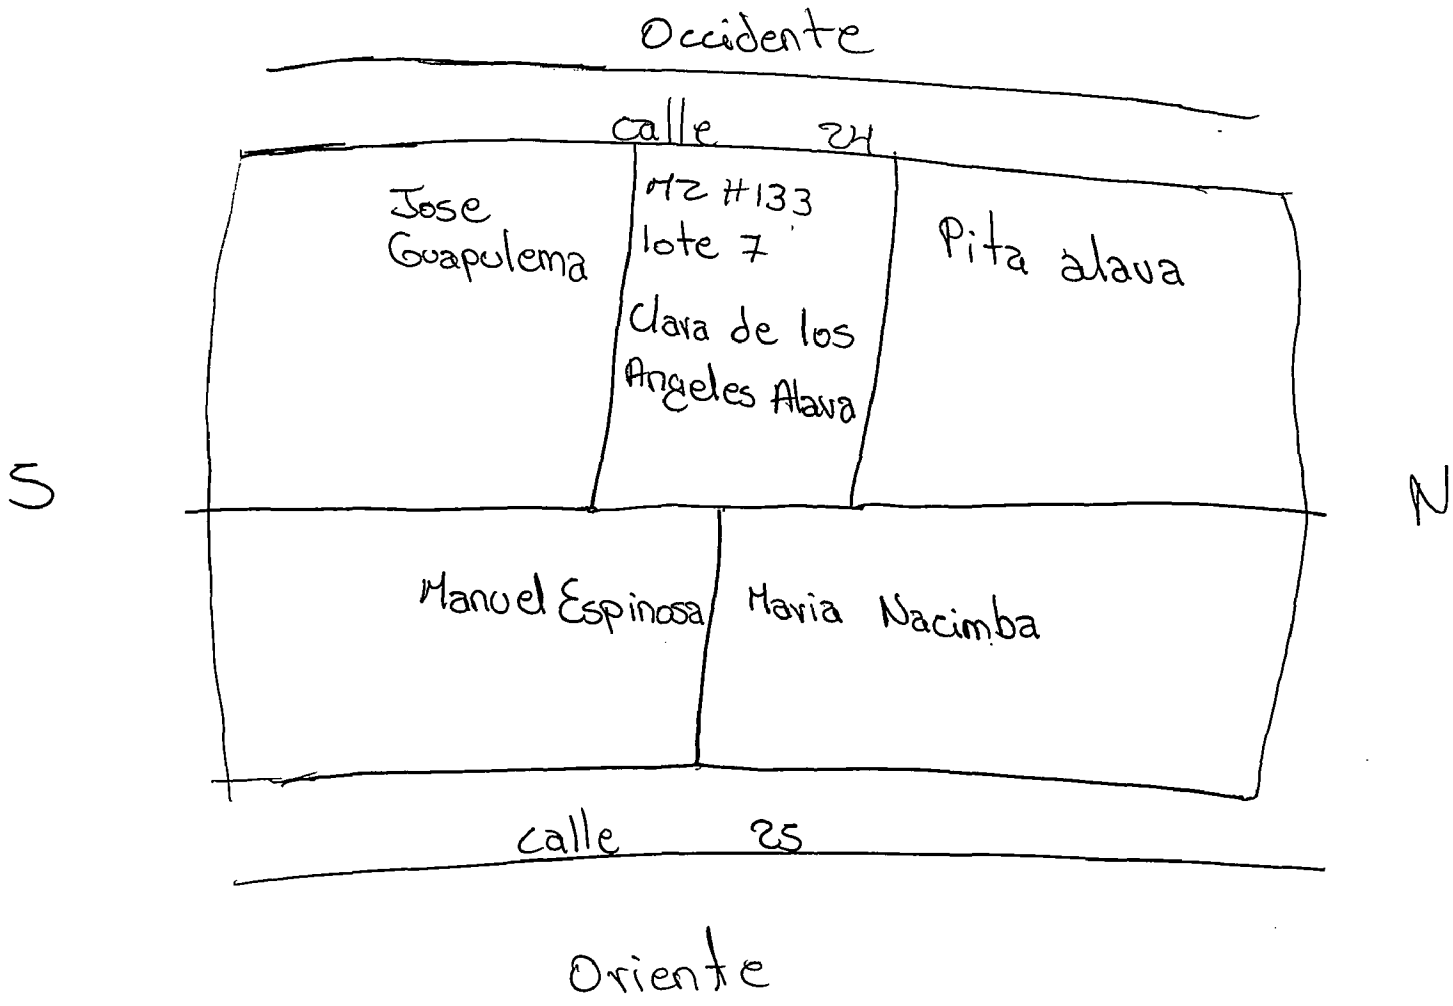 Occidente
calle 24
Jose
Guapulema
MZ #133
lote 7
Clara de los
Angeles Alava
Pita alava
S
N
Manuel Espinosa
Maria Nacimba
calle 25
Oriente